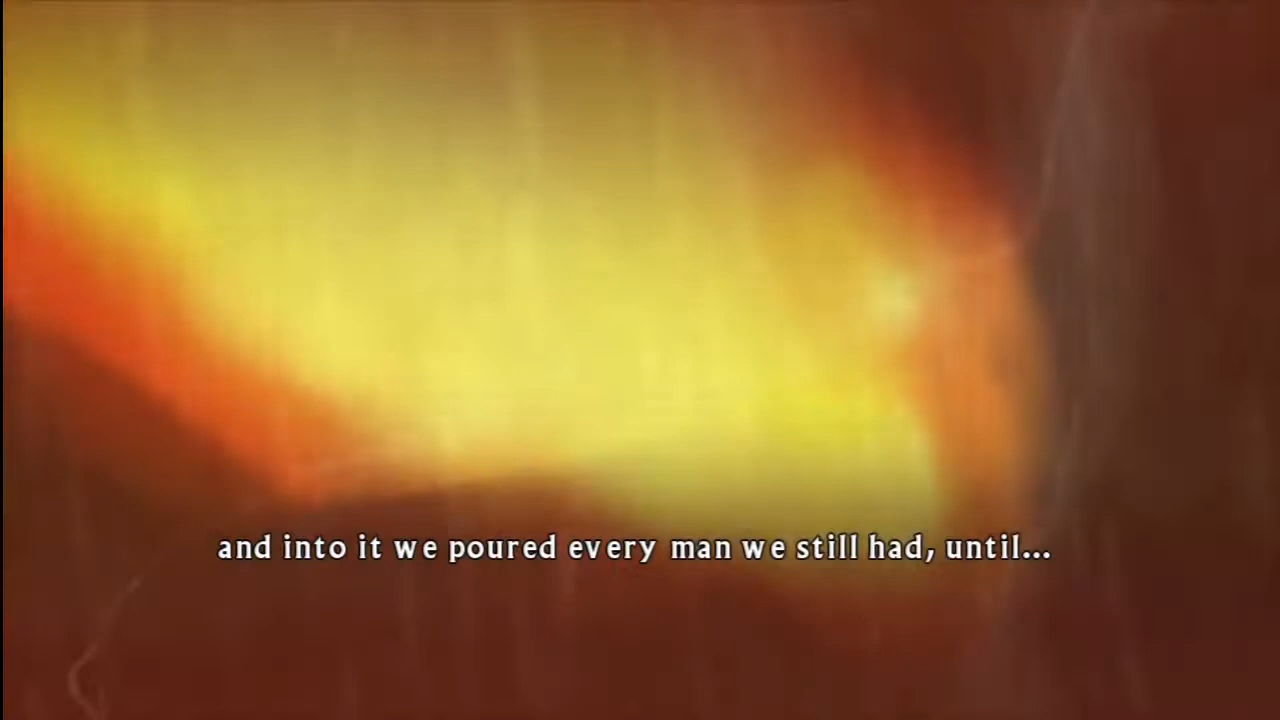 and into it we poured every man we still had, until...